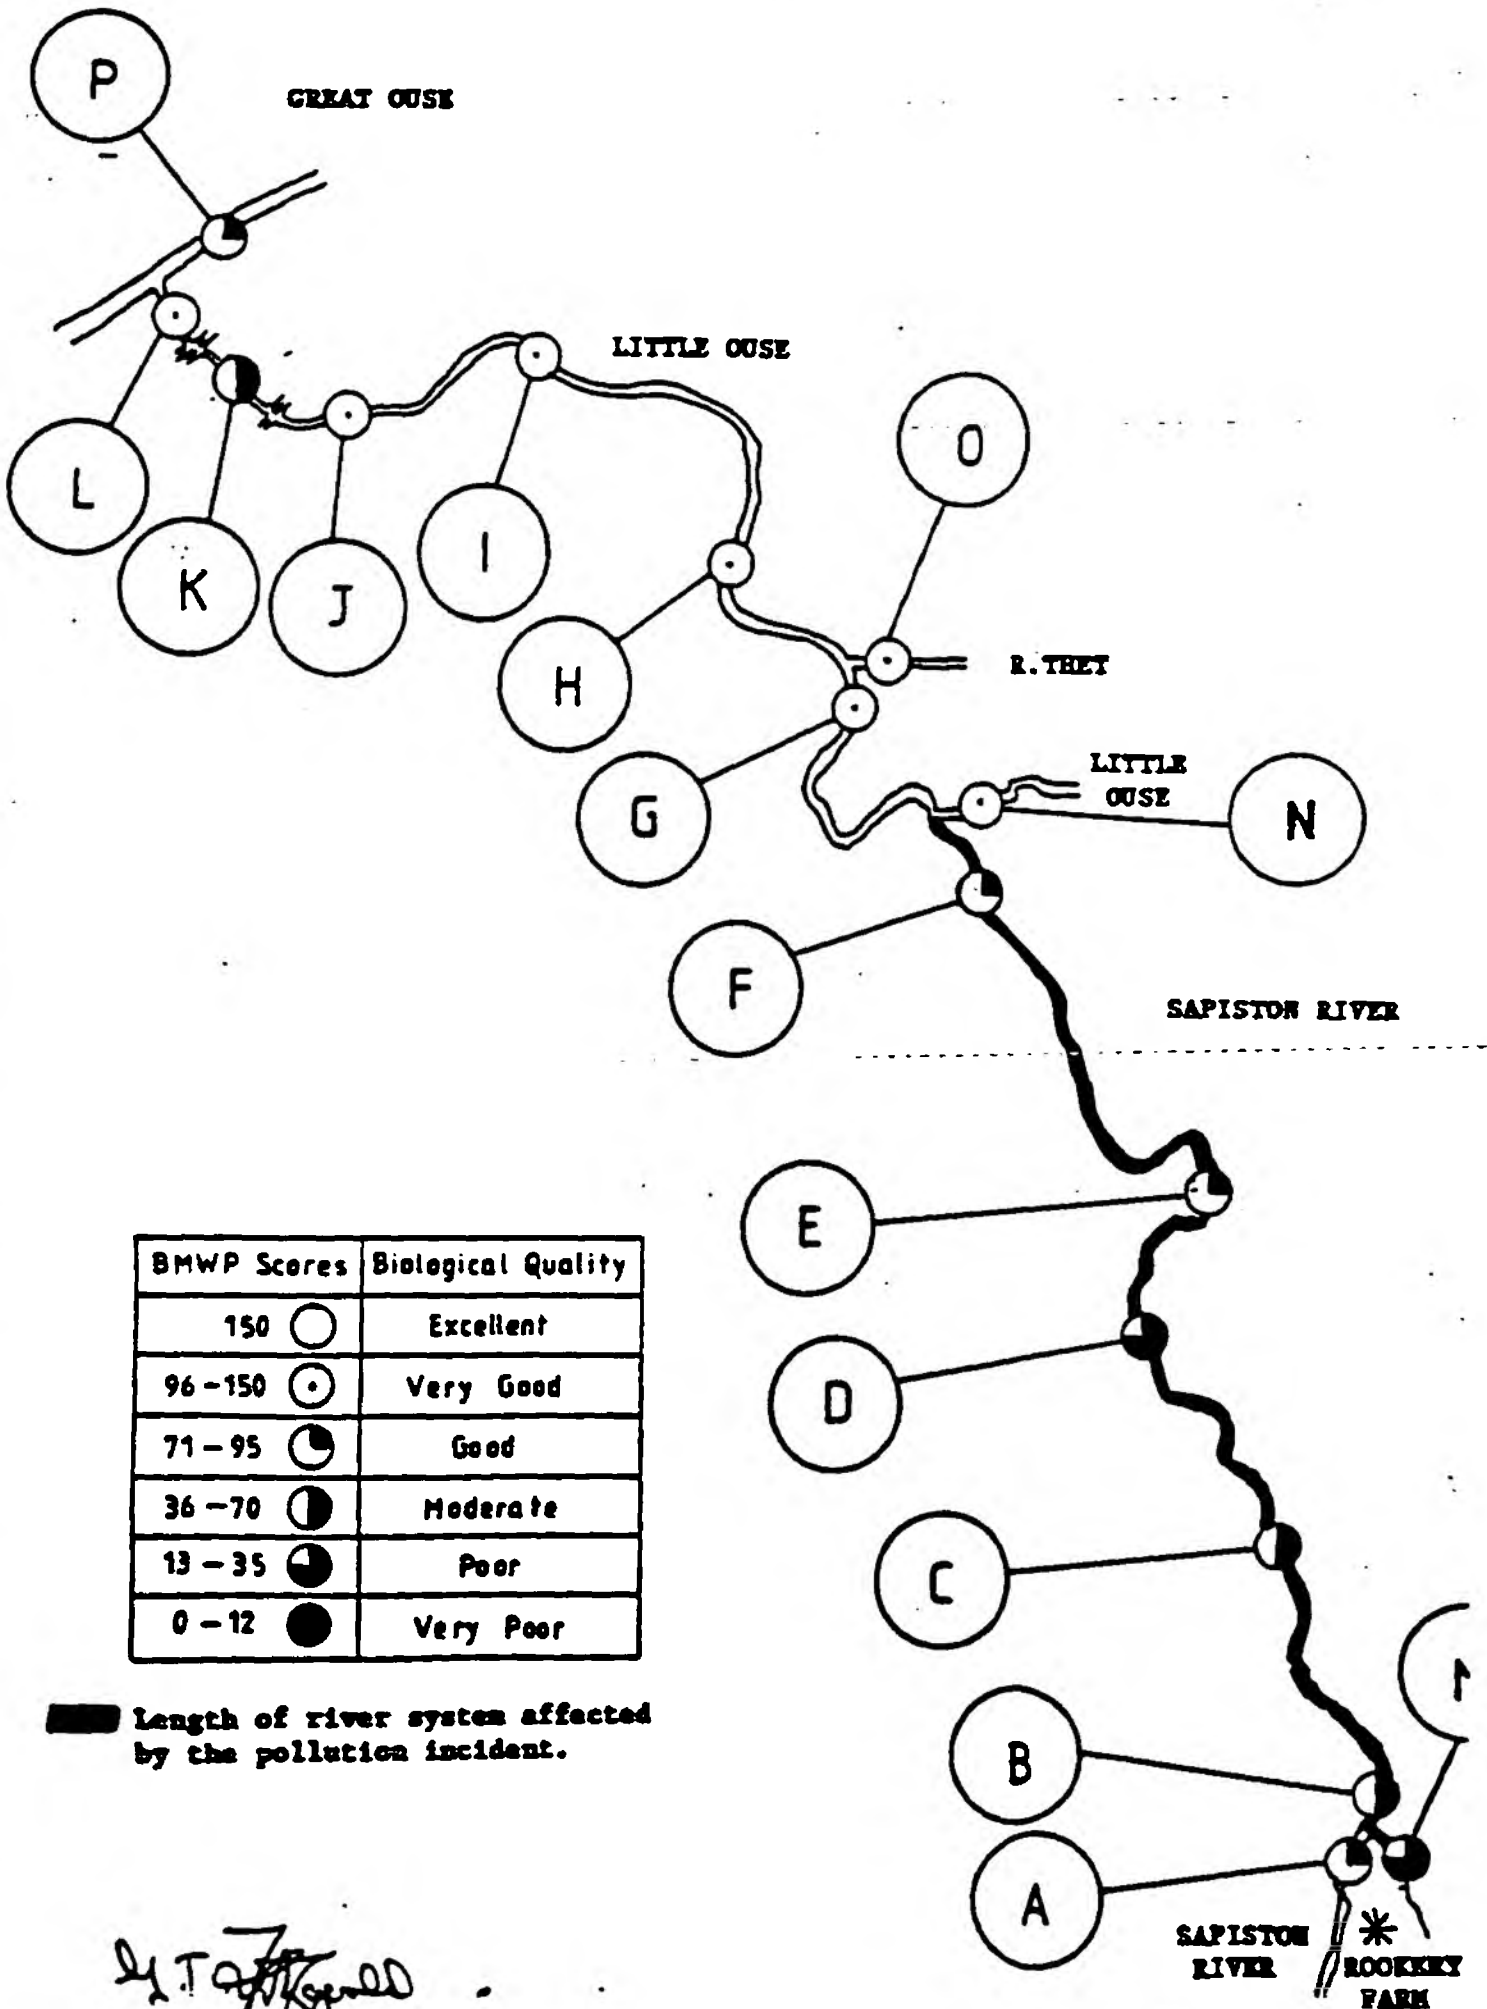 P
GREAT OUSE
LITTLE OUSE
L
K
J
I
O
H
R.THET
G
LITTLE
OUSE
N
F
SAPISTON RIVER
E
D
C
B
A
BMWP Scores Biological Quality
150 Excellent
96-150 Very Good
71-95 Good
36-70 Moderate
13-35 Poor
0-12 Very Poor
Length of river system affected
by the pollution incident.
SAPISTON
RIVER
ROOKERY
FARM